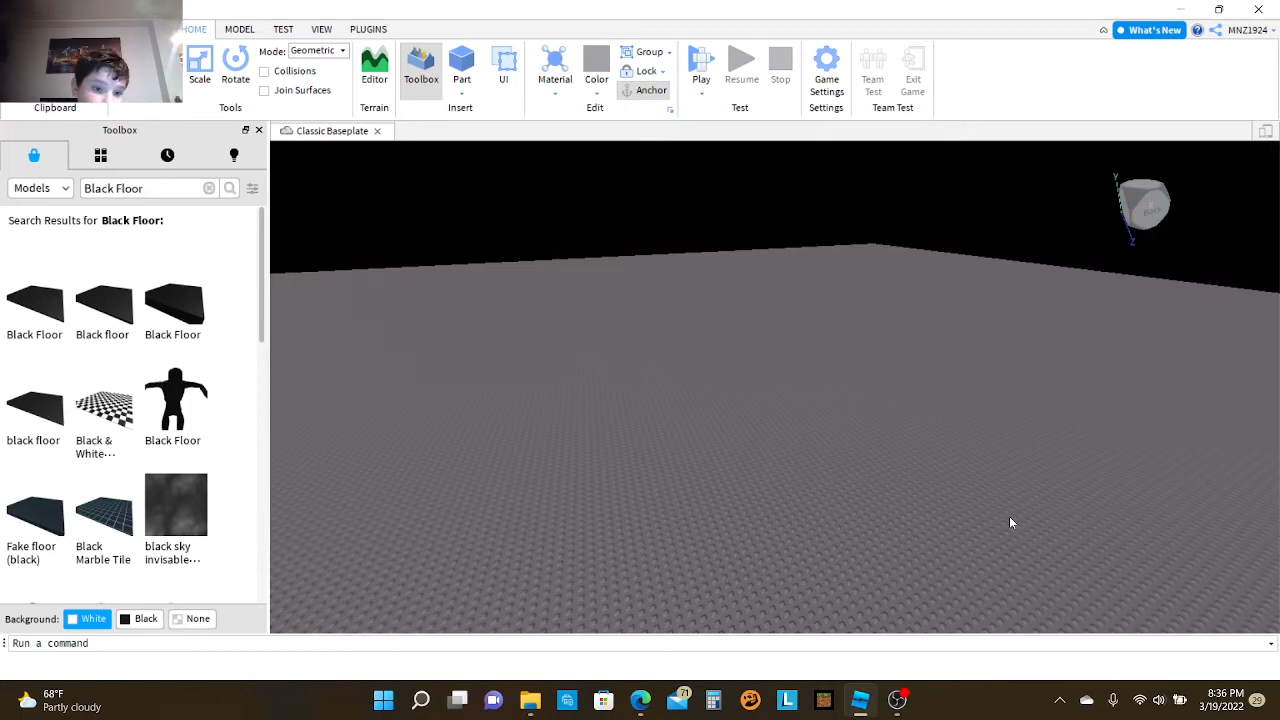 HOME MODEL TEST VIEW PLUGINS
What's New
MNZ1924
Scale
Rotate
Mode: Geometric
Collisions
Join Surfaces
Editor
Toolbox
Part
UI
Material
Color
Group
Lock
Anchor
Play
Resume
Stop
Game
Settings
Team
Test
Exit
Game
Clipboard
Tools
Terrain
Insert
Edit
Test
Settings
Team Test
Toolbox
Classic Baseplate
Models
Black Floor
Search Results for Black Floor:
Black Floor
Black floor
Black Floor
black floor
Black &
White···
Black Floor
Fake floor
(black)
Black
Marble Tile
black sky
invisable···
Background: White Black None
Run a command
Y
Z
Back
68°F
Partly cloudy
71
L
8:36 PM
3/19/2022
29